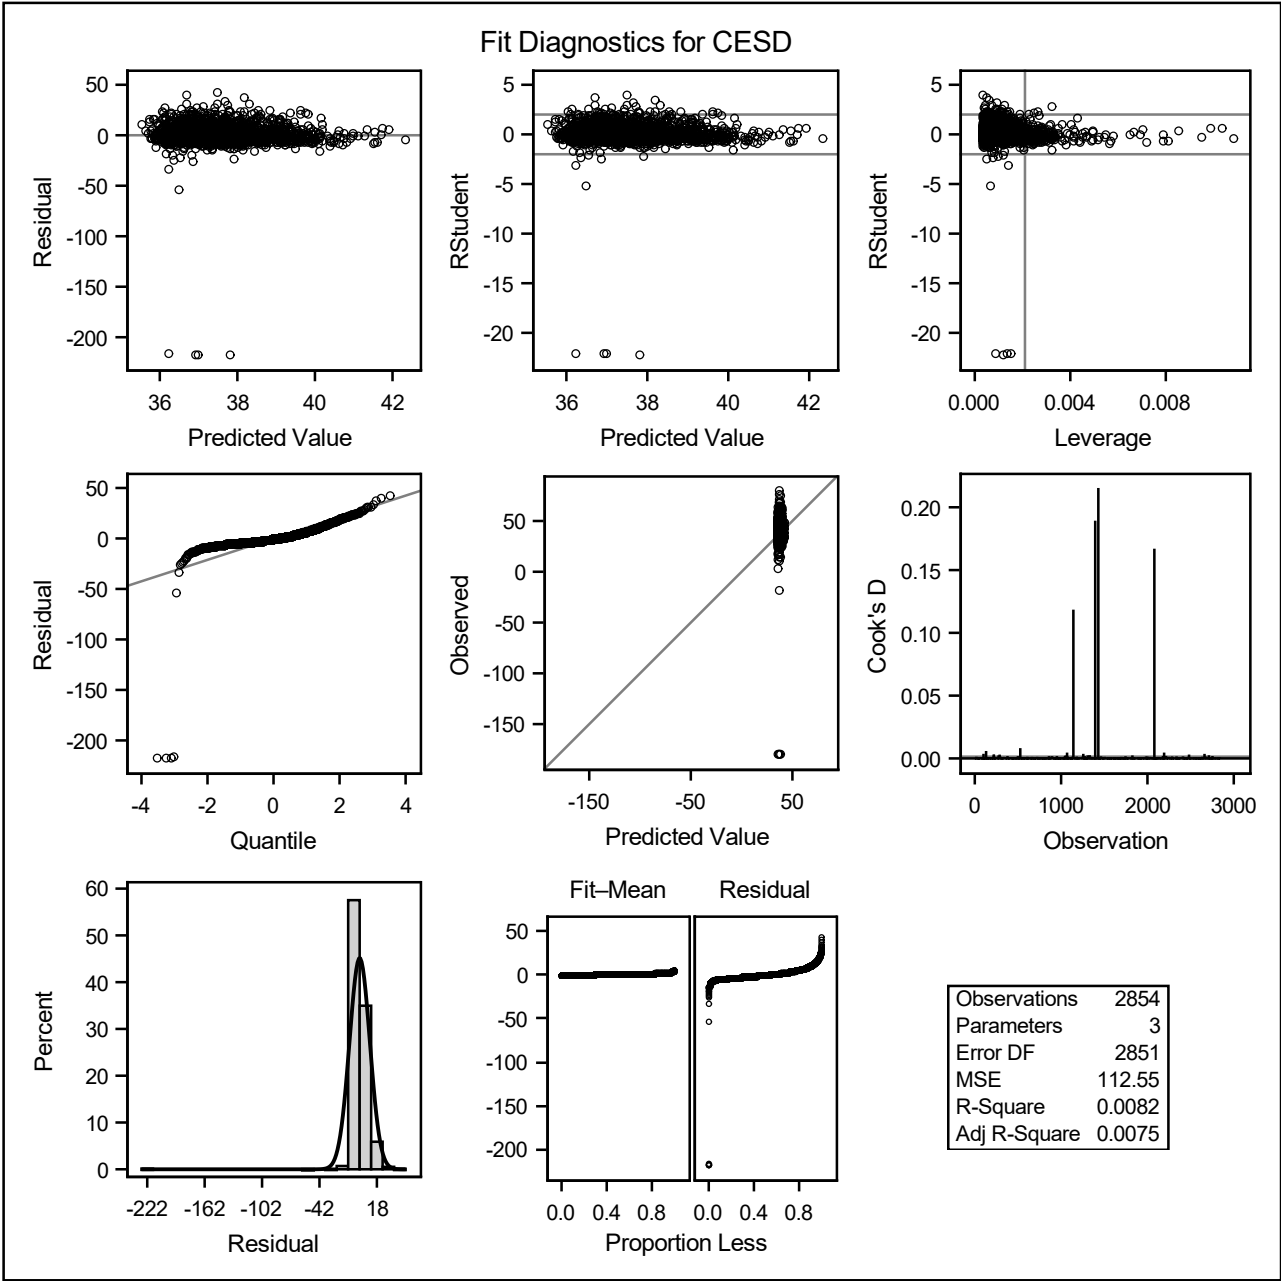 Fit Diagnostics for CESD
50
0
-50
-100
-150
-200
Residual
36 38 40 42
Predicted Value
5
0
-5
-10
-15
-20
RStudent
36 38 40 42
Predicted Value
5
0
-5
-10
-15
-20
RStudent
0.000 0.004 0.008
Leverage
50
0
-50
-100
-150
-200
Residual
-4 -2 0 2 4
Quantile
50
0
-50
-100
-150
Observed
-150 -50 50
Predicted Value
0.20
0.15
0.10
0.05
0.00
Cook's D
0 1000 2000 3000
Observation
60
50
40
30
20
10
0
Percent
-222 -162 -102 -42 18
Residual
Fit–Mean Residual
50
0
-50
-100
-150
-200
0.0 0.4 0.8 0.0 0.4 0.8
Proportion Less
Observations 2854
Parameters 3
Error DF 2851
MSE 112.55
R-Square 0.0082
Adj R-Square 0.0075